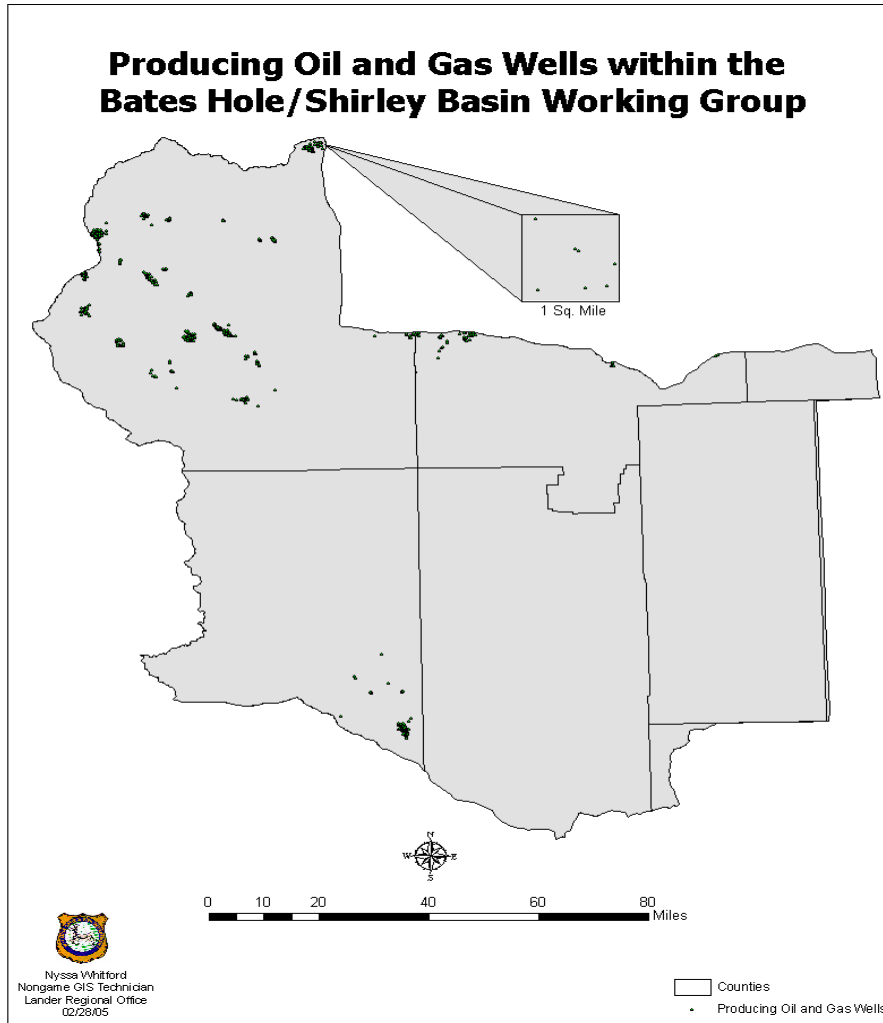 Producing Oil and Gas Wells within the
Bates Hole/Shirley Basin Working Group
1 Sq. Mile
N
W E
S
0 10 20 40 60 80
Miles
Nyssa Whitford
Nongame GIS Technician
Lander Regional Office
02/28/05
Counties
Producing Oil and Gas Wells